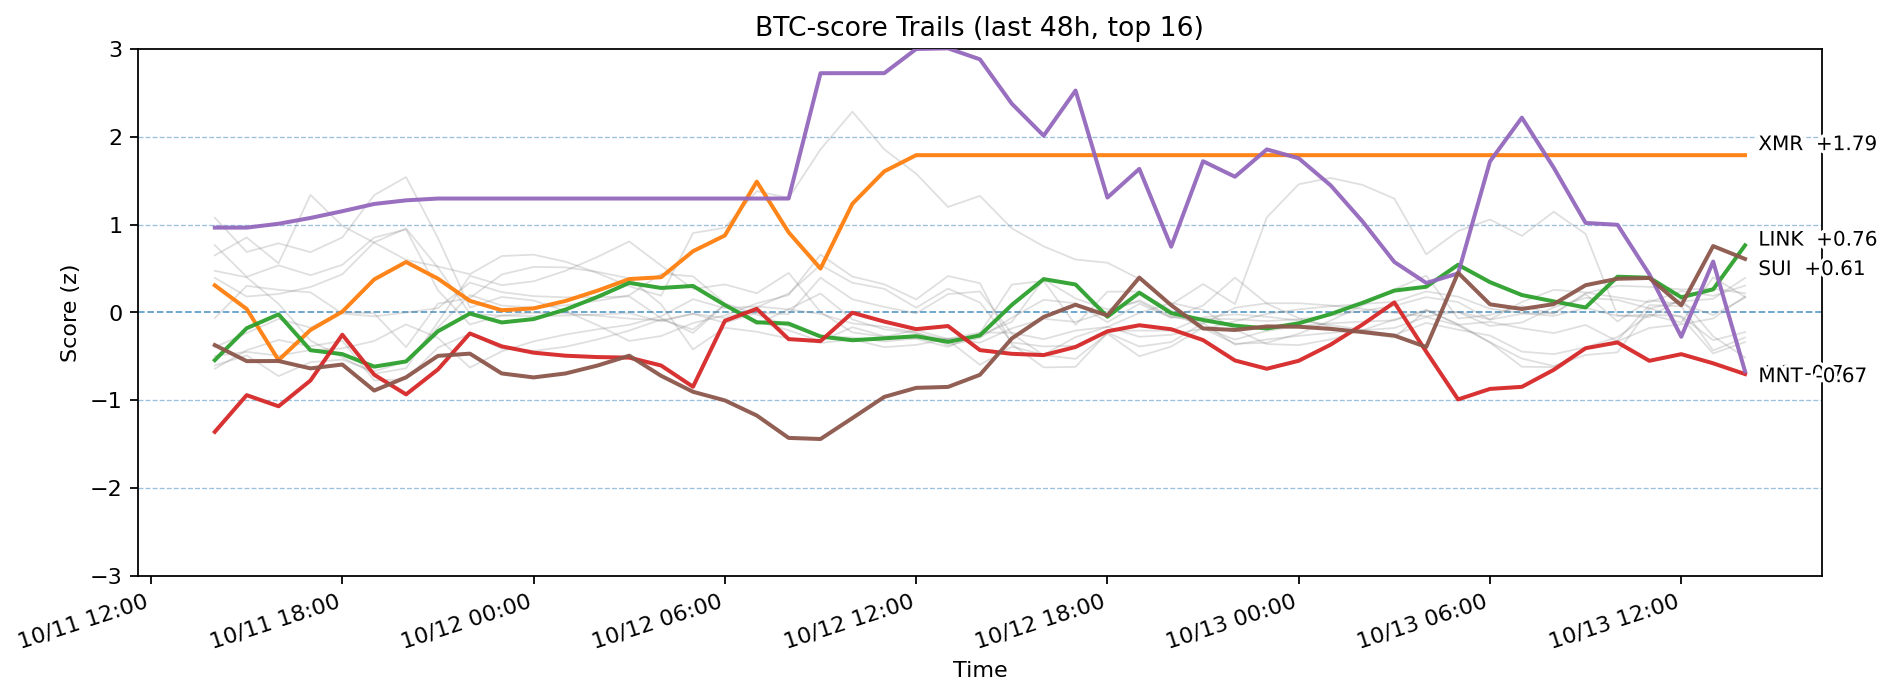 BTC-score Trails (last 48h, top 16)
Score (z)
3
2
1
0
−1
−2
−3
XMR +1.79
LINK +0.76
SUI +0.61
MNT -0.67
10/11 12:00
10/11 18:00
10/12 00:00
10/12 06:00
10/12 12:00
10/12 18:00
10/13 00:00
10/13 06:00
10/13 12:00
Time